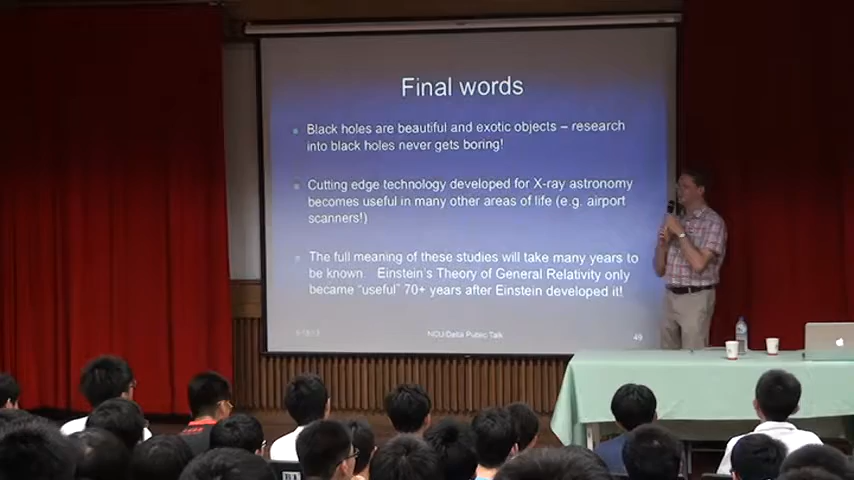 Final words
Black holes are beautiful and exotic objects – research
into black holes never gets boring!
Cutting edge technology developed for X-ray astronomy
becomes useful in many other areas of life (e.g. airport
scanners!)
The full meaning of these studies will take many years to
be known. Einstein's Theory of General Relativity only
became "useful" 70+ years after Einstein developed it!
NCU-Delta Public Talk
49